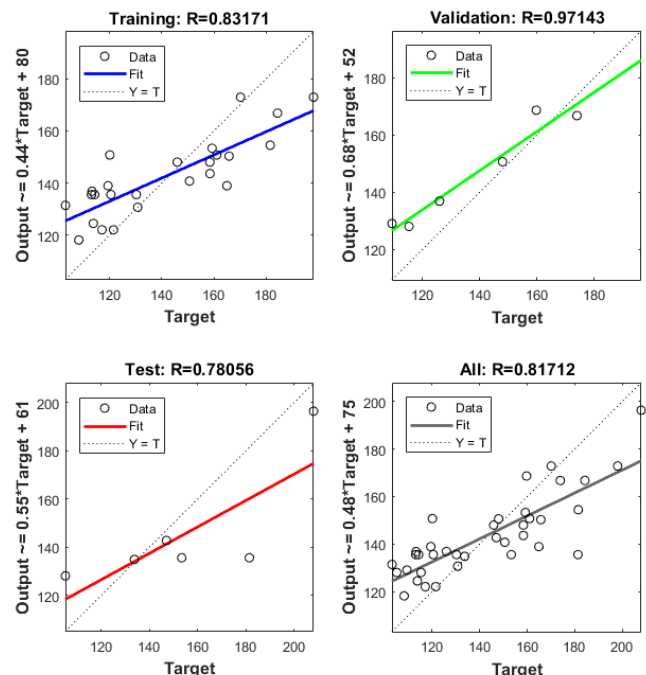 Training: R=0.83171
Output ~= 0.44*Target + 80
Data
Fit
Y = T
180
160
140
120
120
140
160
180
Target
Validation: R=0.97143
Output ~= 0.68*Target + 52
Data
Fit
Y = T
180
160
140
120
120
140
160
180
Target
Test: R=0.78056
Output ~= 0.55*Target + 61
Data
Fit
Y = T
200
180
160
140
120
120
140
160
180
200
Target
All: R=0.81712
Output ~= 0.48*Target + 75
Data
Fit
Y = T
200
180
160
140
120
120
140
160
180
200
Target